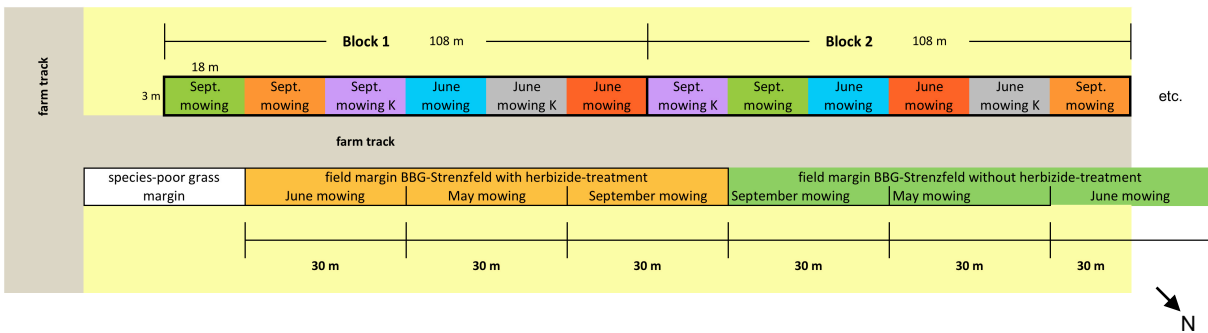 farm track
Block 1
108 m
Block 2
108 m
18 m
3 m
Sept. mowing
Sept. mowing
Sept. mowing K
June mowing
June mowing K
June mowing
Sept. mowing K
Sept. mowing
June mowing
June mowing
June mowing K
Sept. mowing
etc.
farm track
species-poor grass
margin
field margin BBG-Strenzfeld with herbizide-treatment
June mowing
May mowing
September mowing
field margin BBG-Strenzfeld without herbizide-treatment
September mowing
May mowing
June mowing
30 m
30 m
30 m
30 m
30 m
30 m
N